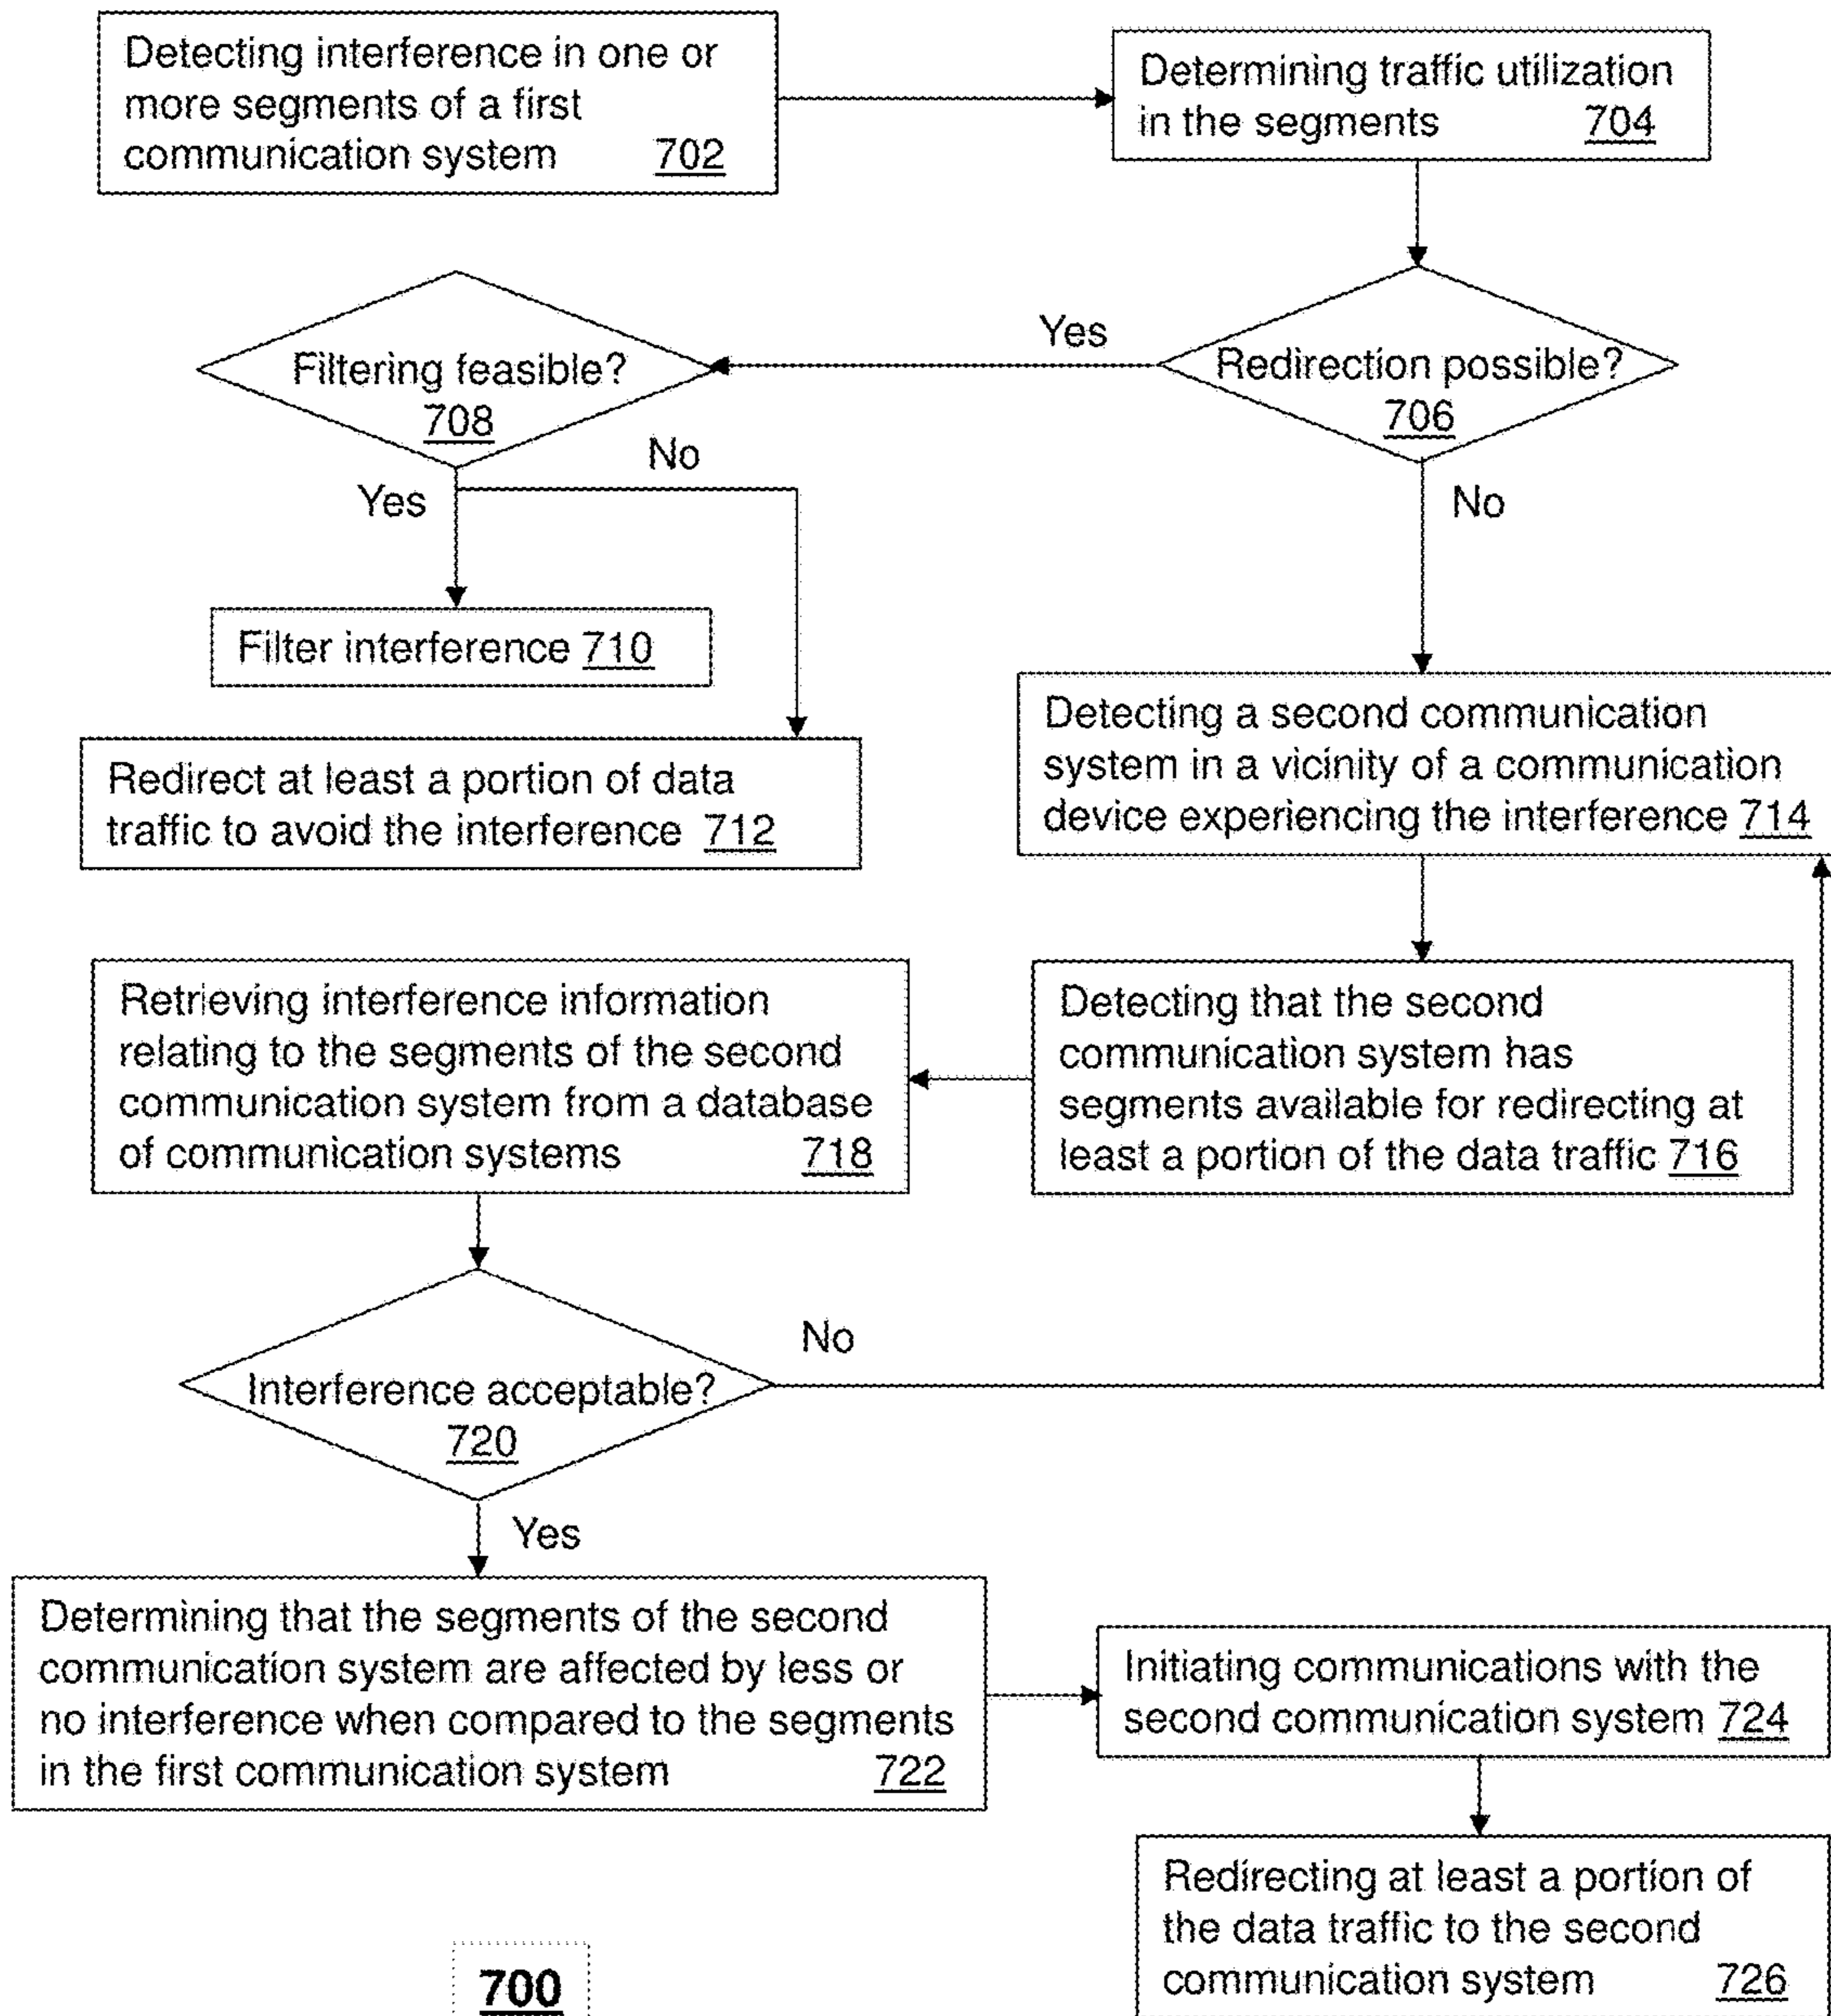 Detecting interference in one or
more segments of a first
communication system 702
Determining traffic utilization
in the segments 704
Redirection possible?
706
Yes
No
Filtering feasible?
708
No
Yes
Filter interference 710
Redirect at least a portion of data
traffic to avoid the interference 712
Detecting a second communication
system in a vicinity of a communication
device experiencing the interference 714
Detecting that the second
communication system has
segments available for redirecting at
least a portion of the data traffic 716
Retrieving interference information
relating to the segments of the second
communication system from a database
of communication systems 718
Interference acceptable?
720
No
Yes
Determining that the segments of the second
communication system are affected by less or
no interference when compared to the segments
in the first communication system 722
Initiating communications with the
second communication system 724
Redirecting at least a portion of
the data traffic to the second
communication system 726
700